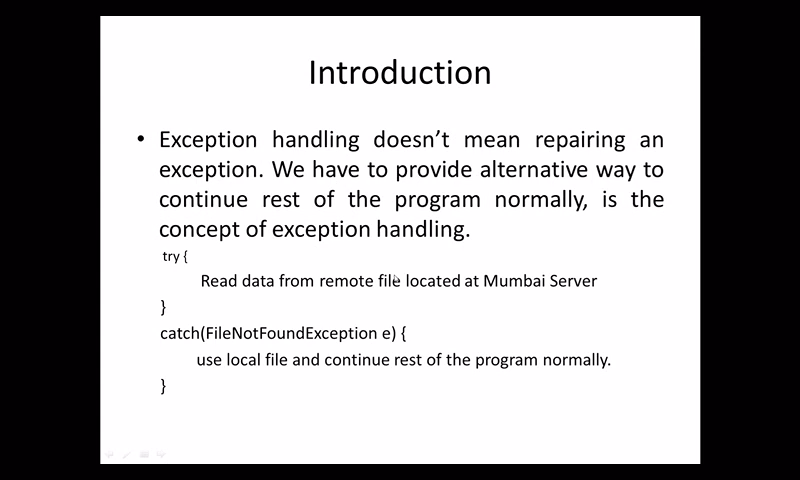 Introduction
• Exception handling doesn't mean repairing an
exception. We have to provide alternative way to
continue rest of the program normally, is the
concept of exception handling.
try {
Read data from remote file located at Mumbai Server
}
catch(FileNotFoundException e) {
use local file and continue rest of the program normally.
}